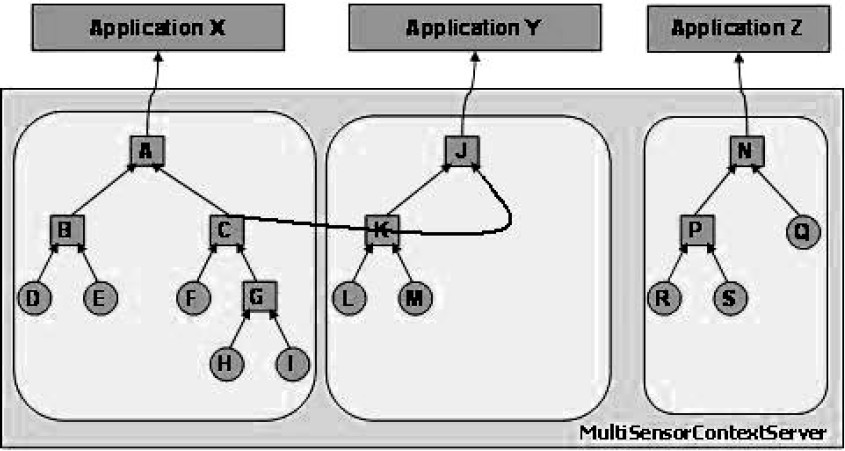 Application X
Application Y
Application Z
A
J
N
B
C
K
P
Q
D
E
F
G
L
M
R
S
H
I
MultiSensorContextServer